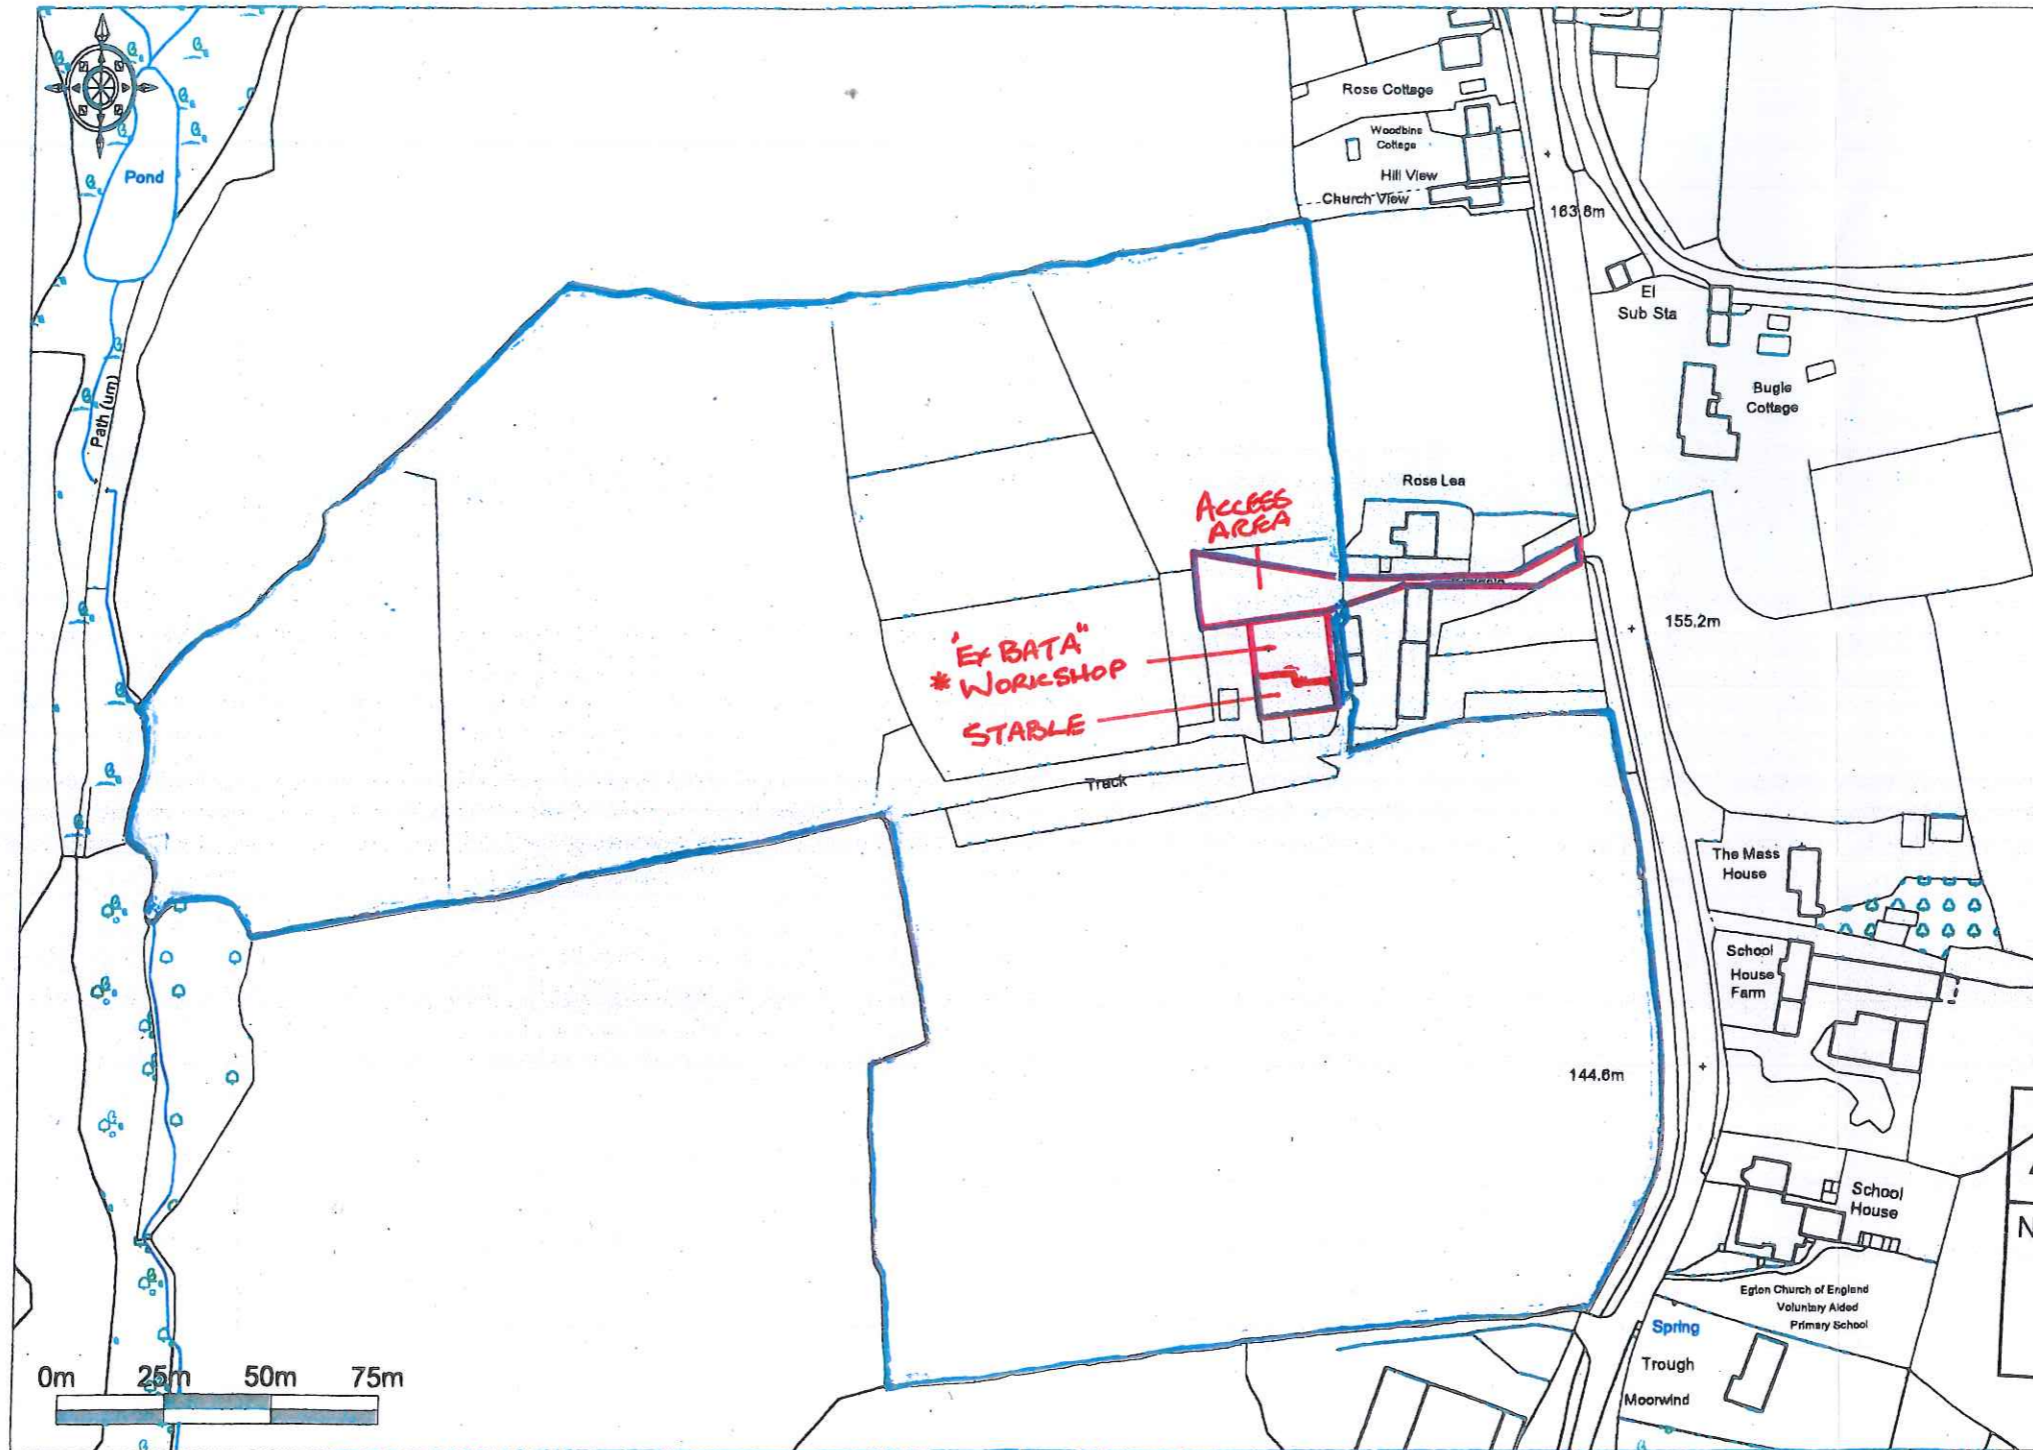 Rose Cottage
Woodbine
Cottage
Hill View
Church View
Pond
163.8m
El
Sub Sta
Path (um)
Bugle
Cottage
Rose Lea
ACCESS
AREA
155.2m
"EX BATA"
* WORKSHOP
STABLE
Track
The Mass
House
School
House
Farm
144.6m
School
House
N
Egton Church of England
Voluntary Aided
Primary School
Spring
Trough
Moorwind
0m 25m 50m 75m